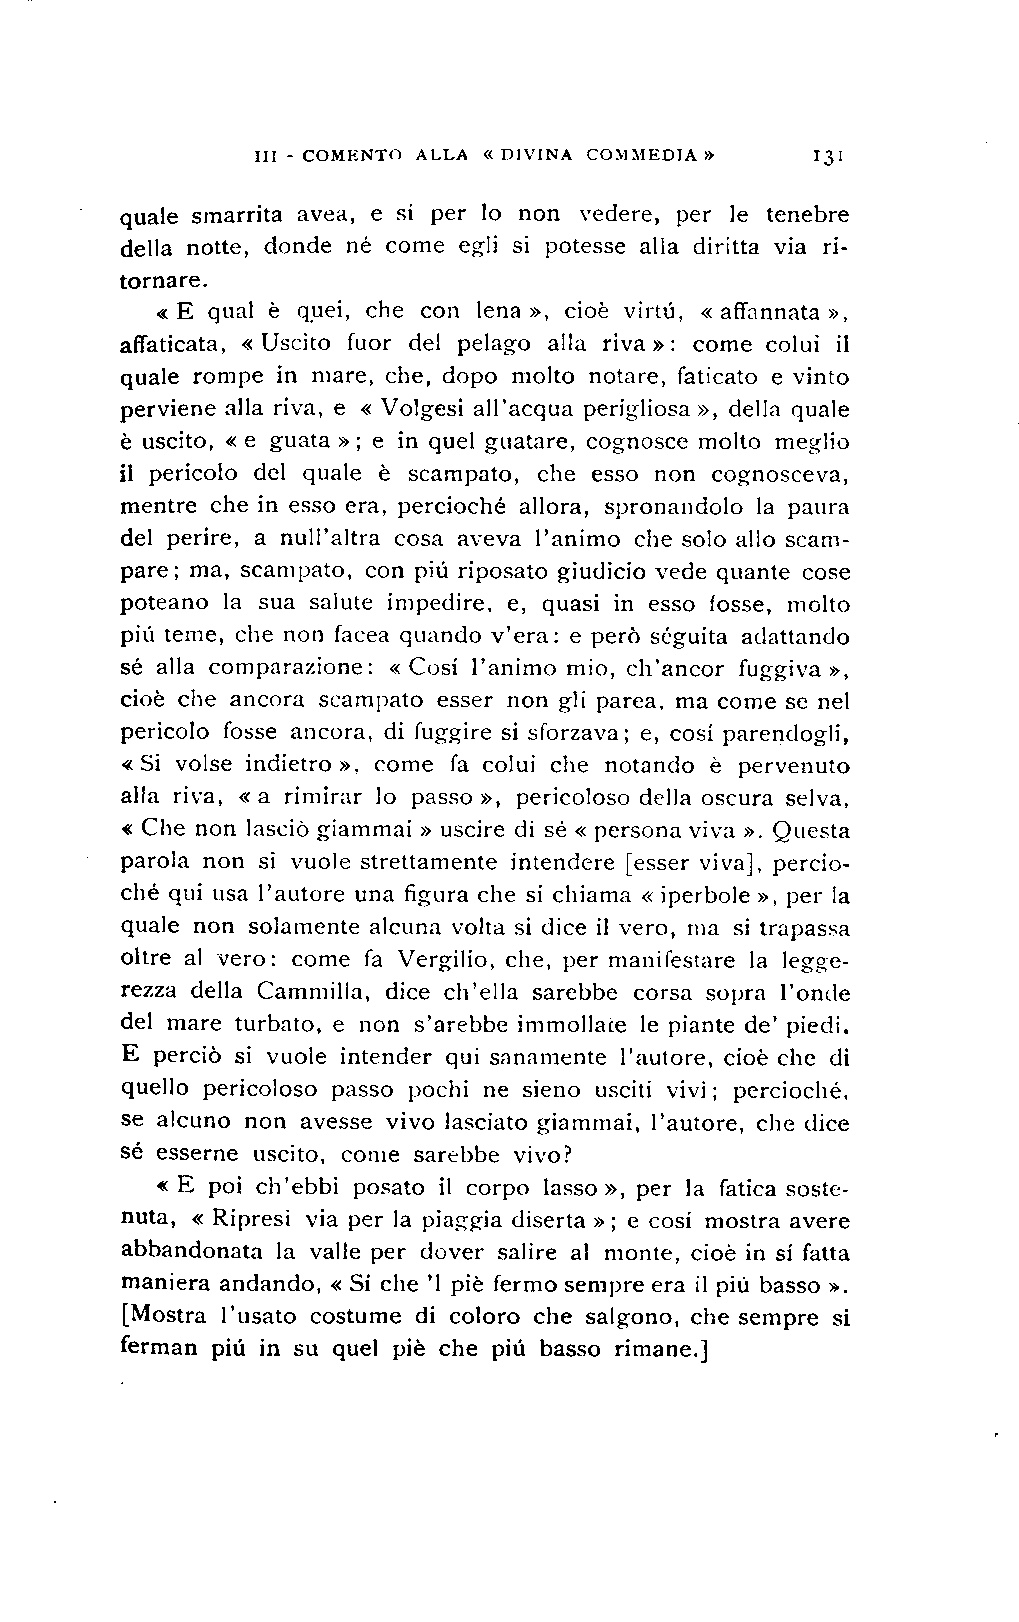 III - COMENTO ALLA « DIVINA COMMEDIA » 131
quale smarrita avea, e sí per lo non vedere, per le tenebre
della notte, donde né come egli si potesse alla diritta via ri-
tornare.
« E qual è quei, che con lena », cioè virtú, « affannata »,
affaticata, « Uscito fuor del pelago alla riva »: come colui il
quale rompe in mare, che, dopo molto notare, faticato e vinto
perviene alla riva, e « Volgesi all'acqua perigliosa », della quale
è uscito, « e guata »; e in quel guatare, cognosce molto meglio
il pericolo del quale è scampato, che esso non cognosceva,
mentre che in esso era, percioché allora, spronandolo la paura
del perire, a null'altra cosa aveva l'animo che solo allo scam-
pare; ma, scampato, con piú riposato giudicio vede quante cose
poteano la sua salute impedire, e, quasi in esso fosse, molto
piú teme, che non facea quando v'era: e però séguita adattando
sé alla comparazione: « Cosí l'animo mio, ch'ancor fuggiva »,
cioè che ancora scampato esser non gli parea, ma come se nel
pericolo fosse ancora, di fuggire si sforzava; e, cosí parendogli,
« Si volse indietro », come fa colui che notando è pervenuto
alla riva, « a rimirar lo passo », pericoloso della oscura selva,
« Che non lasciò giammai » uscire di sé « persona viva ». Questa
parola non si vuole strettamente intendere [esser viva], percio-
ché qui usa l'autore una figura che si chiama « iperbole », per la
quale non solamente alcuna volta si dice il vero, ma si trapassa
oltre al vero: come fa Vergilio, che, per manifestare la legge-
rezza della Cammilla, dice ch'ella sarebbe corsa sopra l'onde
del mare turbato, e non s'arebbe immollate le piante de' piedi.
E perciò si vuole intender qui sanamente l'autore, cioè che di
quello pericoloso passo pochi ne sieno usciti vivi; percioché,
se alcuno non avesse vivo lasciato giammai, l'autore, che dice
sé esserne uscito, come sarebbe vivo?
« E poi ch'ebbi posato il corpo lasso », per la fatica soste-
nuta, « Ripresi via per la piaggia diserta »; e cosí mostra avere
abbandonata la valle per dover salire al monte, cioè in sí fatta
maniera andando, « Sí che 'l piè fermo sempre era il piú basso ».
[Mostra l'usato costume di coloro che salgono, che sempre si
ferman piú in su quel piè che piú basso rimane.]